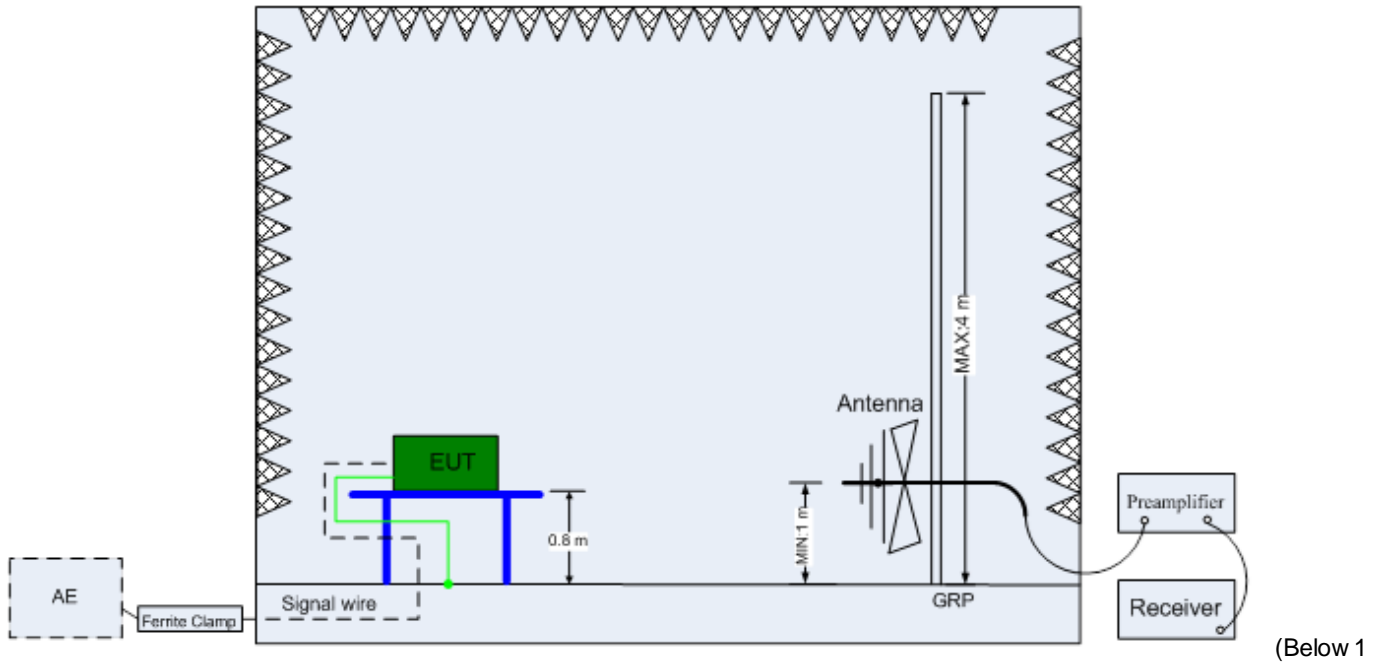 MAX:4 m
Antenna
EUT
Preamplifier
0.8 m
MIN:1 m
AE
Signal wire
GRP
Receiver
Ferrite Clamp
(Below 1